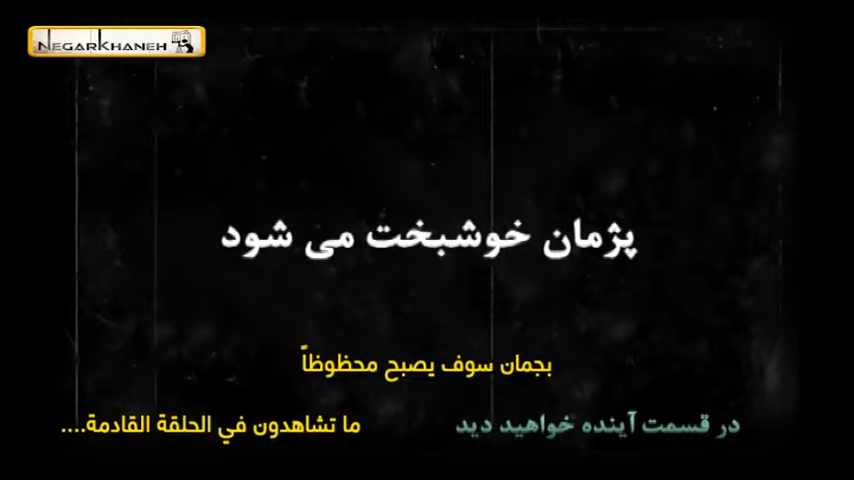 NEGARKHANEH
پژمان خوشبخت می شود
بجمان سوف يصبح محظوظاً
در قسمت آینده خواهید دید
ما تشاهدون في الحلقة القادمة....